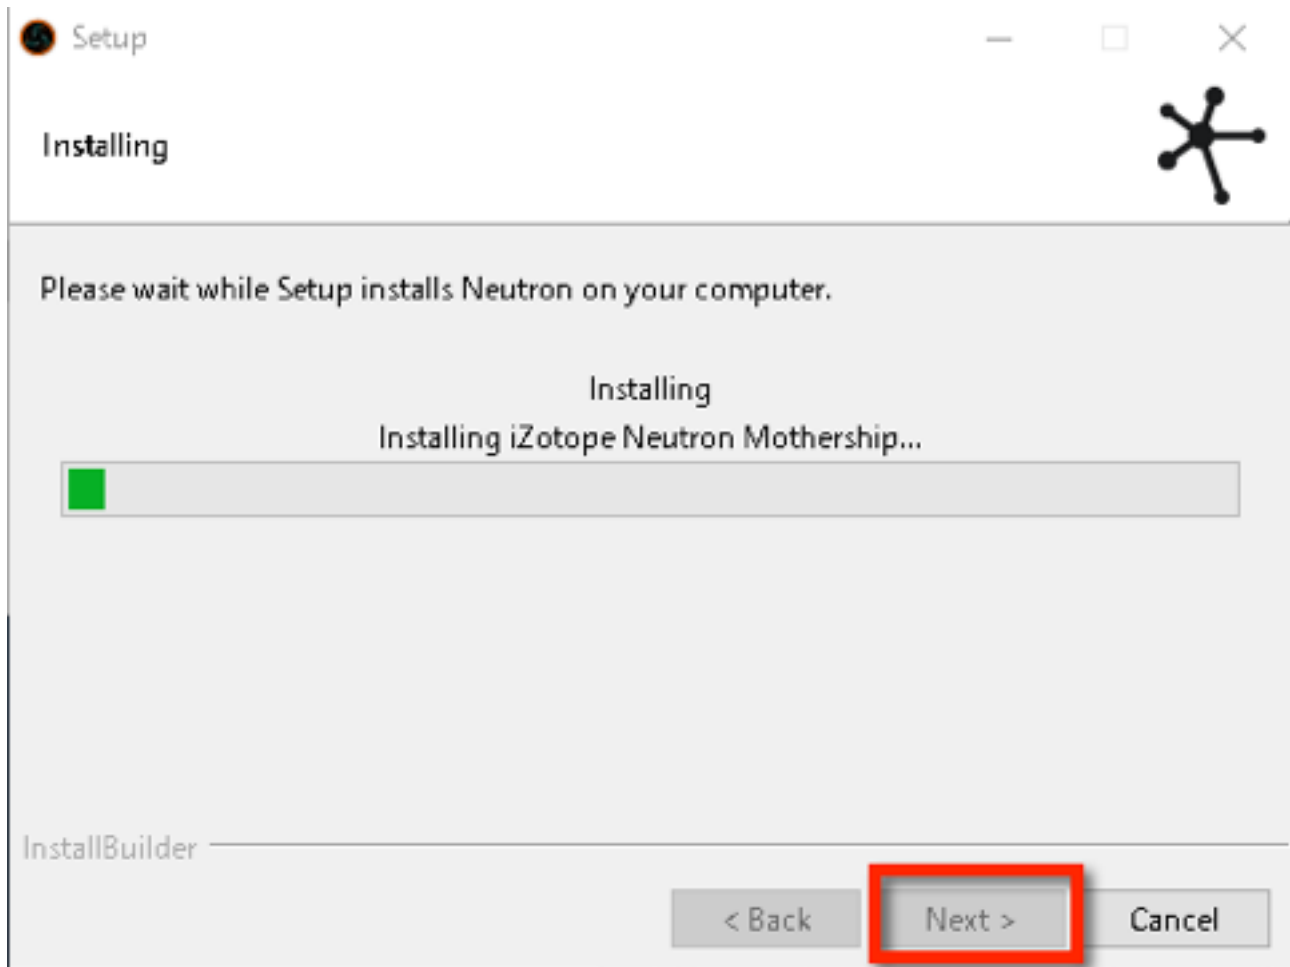 Setup
Installing
Please wait while Setup installs Neutron on your computer.
Installing
Installing iZotope Neutron Mothership...
InstallBuilder
< Back
Next >
Cancel